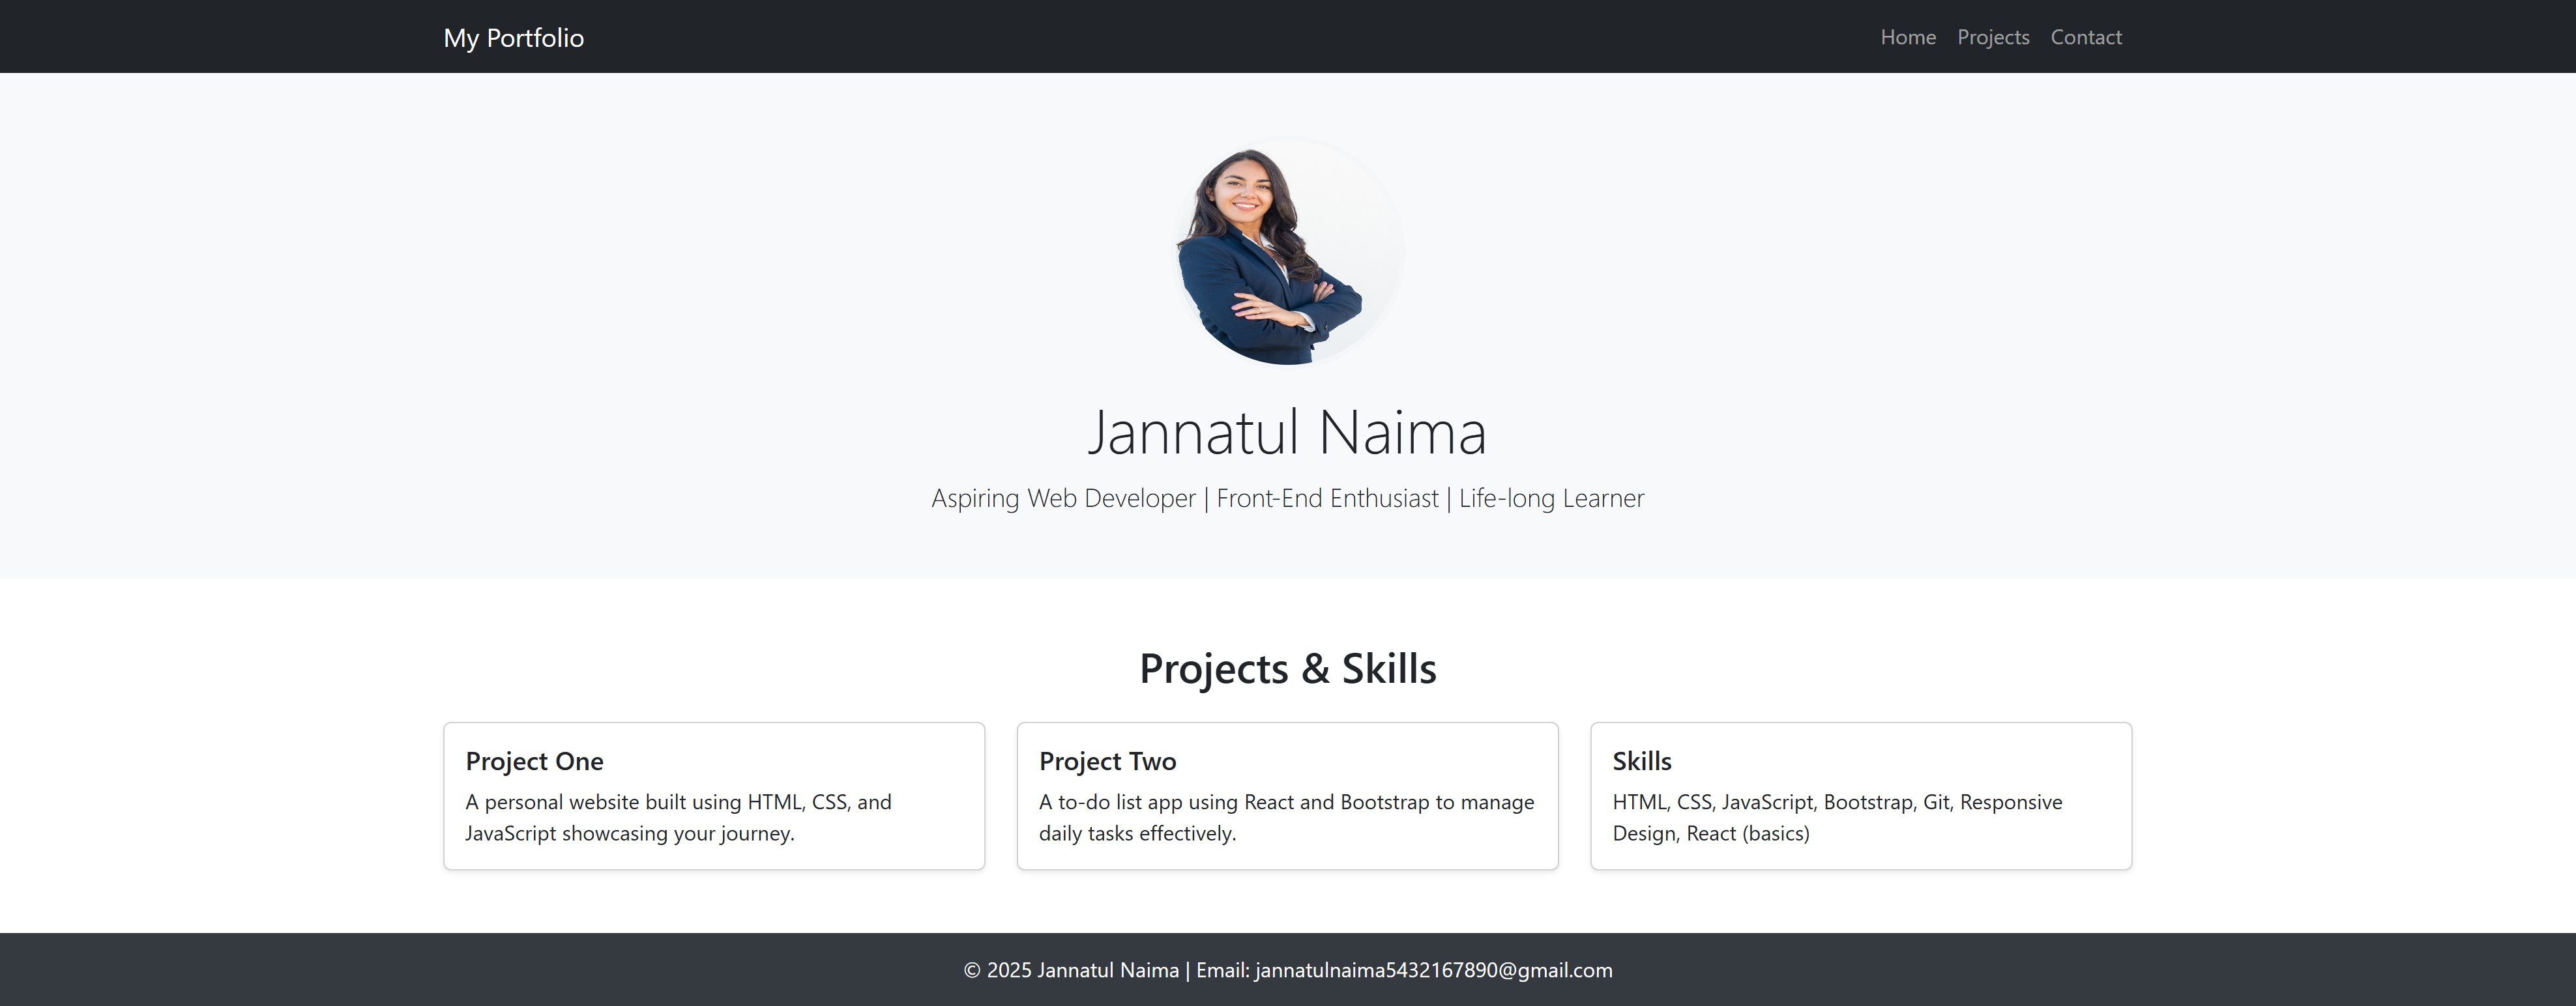 My Portfolio
Home Projects Contact
Jannatul Naima
Aspiring Web Developer | Front-End Enthusiast | Life-long Learner
Projects & Skills
Project One
A personal website built using HTML, CSS, and
JavaScript showcasing your journey.
Project Two
A to-do list app using React and Bootstrap to manage
daily tasks effectively.
Skills
HTML, CSS, JavaScript, Bootstrap, Git, Responsive
Design, React (basics)
© 2025 Jannatul Naima | Email: jannatulnaima5432167890@gmail.com